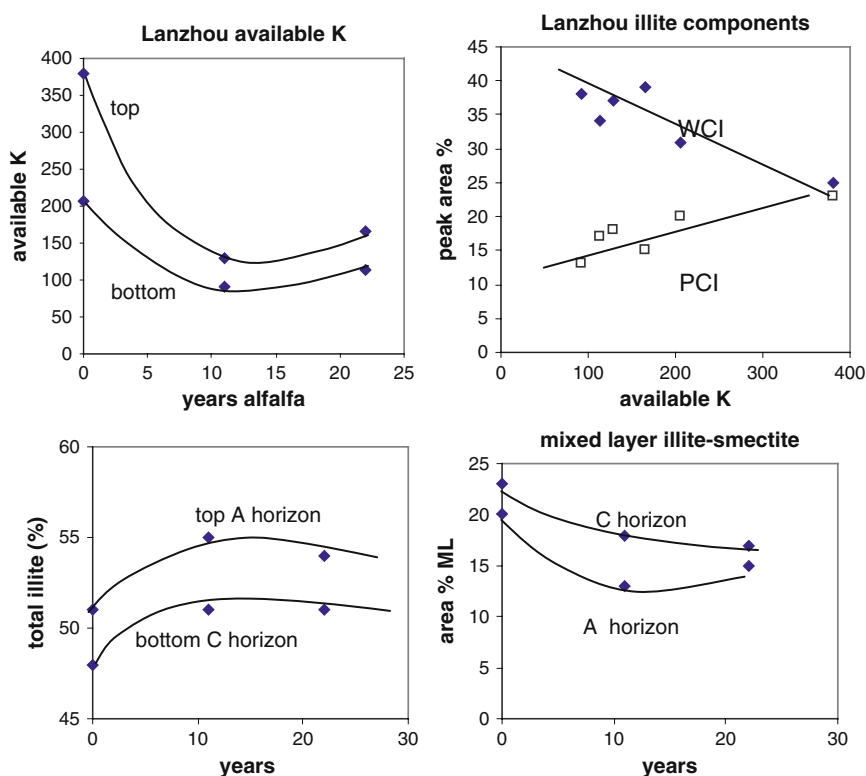 Lanzhou available K
400
350
300
250
200
150
100
50
0
available K
top
bottom
0 5 10 15 20 25
years alfalfa
Lanzhou illite components
45
40
35
30
25
20
15
10
5
0
peak area %
WCI
PCI
0 100 200 300 400
available K
60
55
50
45
total illite (%)
top A horizon
bottom C horizon
0 10 20 30
years
mixed layer illite-smectite
25
20
15
10
5
0
area % ML
C horizon
A horizon
0 10 20 30
years